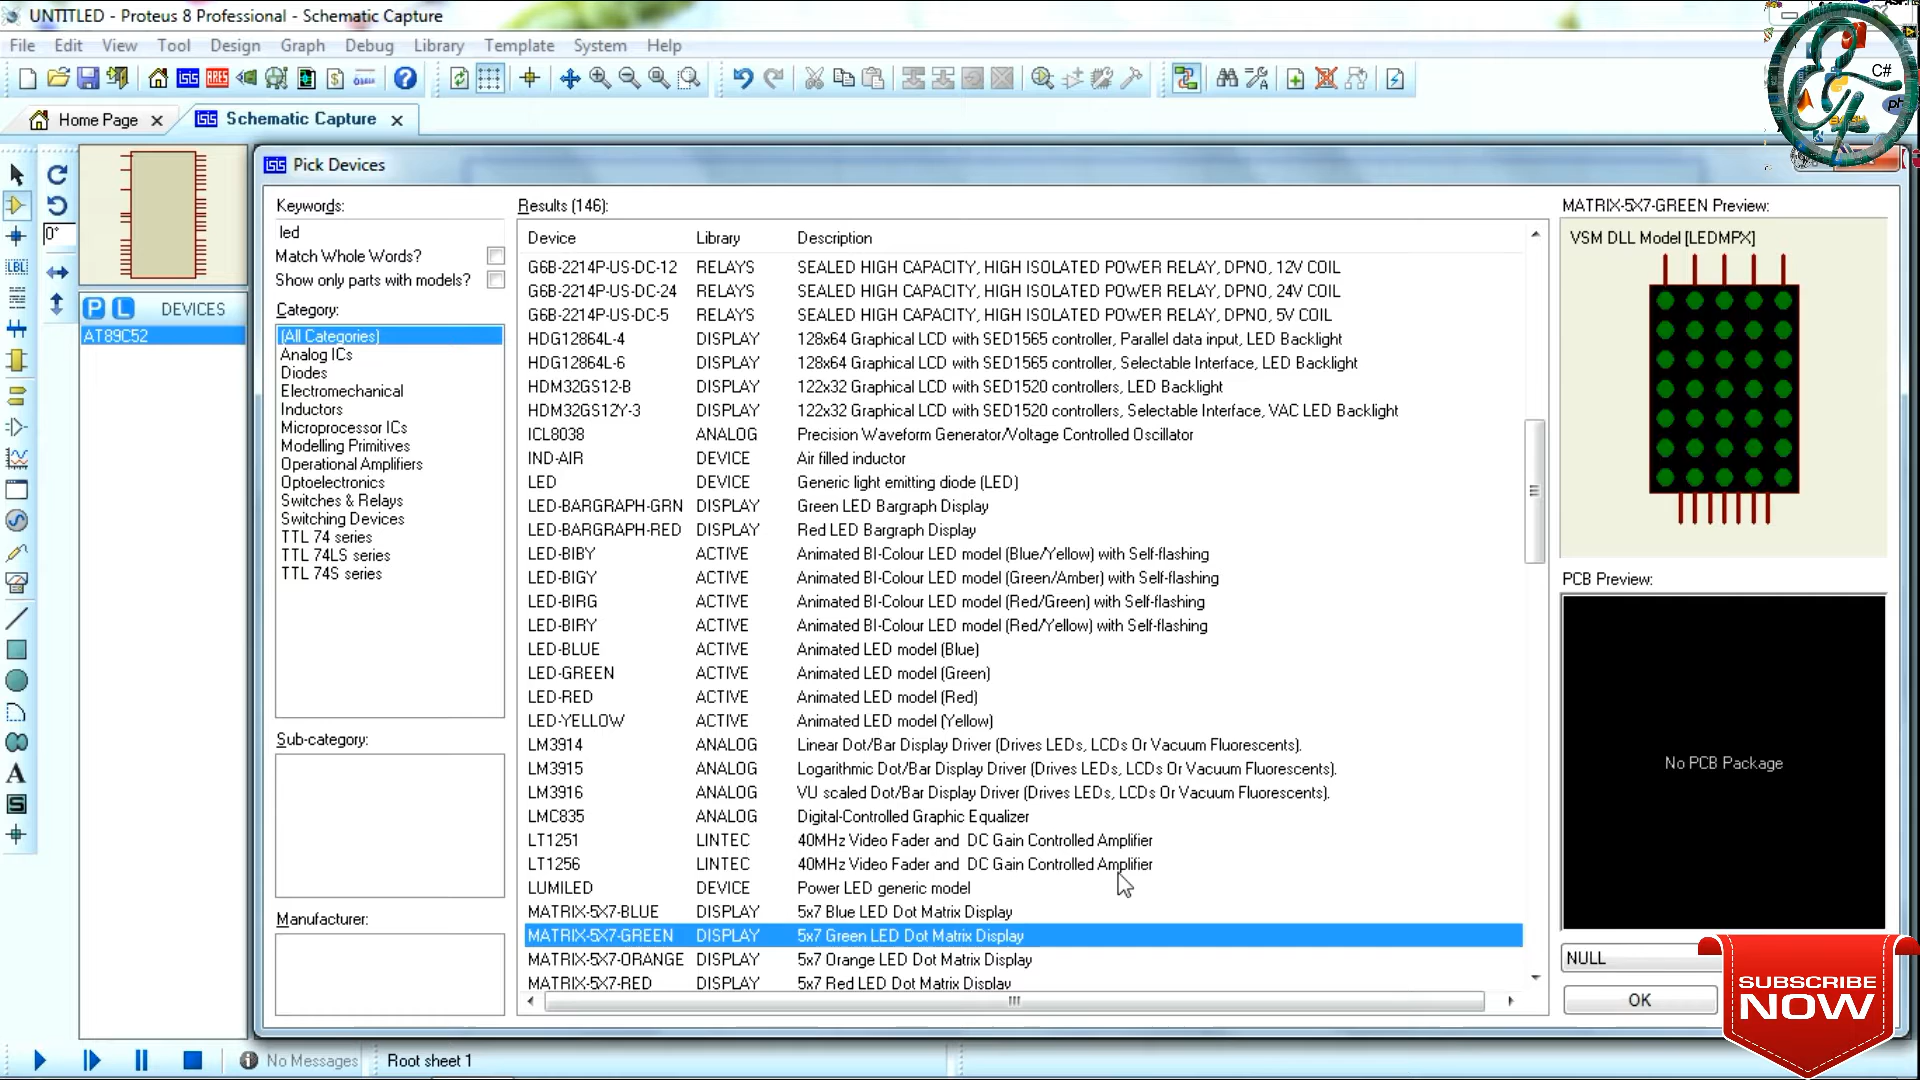 UNTITLED - Proteus 8 Professional - Schematic Capture
File Edit View Tool Design Graph Debug Library Template System Help
Home Page
Schematic Capture
Pick Devices
0°
LBL
P L DEVICES
AT89C52
Keywords:
led
Match Whole Words?
Show only parts with models?
Category:
(All Categories)
Analog ICs
Diodes
Electromechanical
Inductors
Microprocessor ICs
Modelling Primitives
Operational Amplifiers
Optoelectronics
Switches & Relays
Switching Devices
TTL 74 series
TTL 74LS series
TTL 74S series
Sub-category:
Manufacturer:
Results (146):
Device Library Description
G6B-2214P-US-DC-12 RELAYS SEALED HIGH CAPACITY, HIGH ISOLATED POWER RELAY, DPNO, 12V COIL
G6B-2214P-US-DC-24 RELAYS SEALED HIGH CAPACITY, HIGH ISOLATED POWER RELAY, DPNO, 24V COIL
G6B-2214P-US-DC-5 RELAYS SEALED HIGH CAPACITY, HIGH ISOLATED POWER RELAY, DPNO, 5V COIL
HDG12864L-4 DISPLAY 128x64 Graphical LCD with SED1565 controller, Parallel data input, LED Backlight
HDG12864L-6 DISPLAY 128x64 Graphical LCD with SED1565 controller, Selectable Interface, LED Backlight
HDM32GS12-B DISPLAY 122x32 Graphical LCD with SED1520 controllers, LED Backlight
HDM32GS12Y-3 DISPLAY 122x32 Graphical LCD with SED1520 controllers, Selectable Interface, VAC LED Backlight
ICL8038 ANALOG Precision Waveform Generator/Voltage Controlled Oscillator
IND-AIR DEVICE Air filled inductor
LED DEVICE Generic light emitting diode (LED)
LED-BARGRAPH-GRN DISPLAY Green LED Bargraph Display
LED-BARGRAPH-RED DISPLAY Red LED Bargraph Display
LED-BIBY ACTIVE Animated BI-Colour LED model (Blue/Yellow) with Self-flashing
LED-BIGY ACTIVE Animated BI-Colour LED model (Green/Amber) with Self-flashing
LED-BIRG ACTIVE Animated BI-Colour LED model (Red/Green) with Self-flashing
LED-BIRY ACTIVE Animated BI-Colour LED model (Red/Yellow) with Self-flashing
LED-BLUE ACTIVE Animated LED model (Blue)
LED-GREEN ACTIVE Animated LED model (Green)
LED-RED ACTIVE Animated LED model (Red)
LED-YELLOW ACTIVE Animated LED model (Yellow)
LM3914 ANALOG Linear Dot/Bar Display Driver (Drives LEDs, LCDs Or Vacuum Fluorescents).
LM3915 ANALOG Logarithmic Dot/Bar Display Driver (Drives LEDs, LCDs Or Vacuum Fluorescents).
LM3916 ANALOG VU scaled Dot/Bar Display Driver (Drives LEDs, LCDs Or Vacuum Fluorescents).
LMC835 ANALOG Digital-Controlled Graphic Equalizer
LT1251 LINTEC 40MHz Video Fader and DC Gain Controlled Amplifier
LT1256 LINTEC 40MHz Video Fader and DC Gain Controlled Amplifier
LUMILED DEVICE Power LED generic model
MATRIX-5X7-BLUE DISPLAY 5x7 Blue LED Dot Matrix Display
MATRIX-5X7-GREEN DISPLAY 5x7 Green LED Dot Matrix Display
MATRIX-5X7-ORANGE DISPLAY 5x7 Orange LED Dot Matrix Display
MATRIX-5X7-RED DISPLAY 5x7 Red LED Dot Matrix Display
MATRIX-5X7-GREEN Preview:
VSM DLL Model [LEDMPX]
PCB Preview:
No PCB Package
NULL
OK
C#
SUBSCRIBE
NOW
No Messages
Root sheet 1